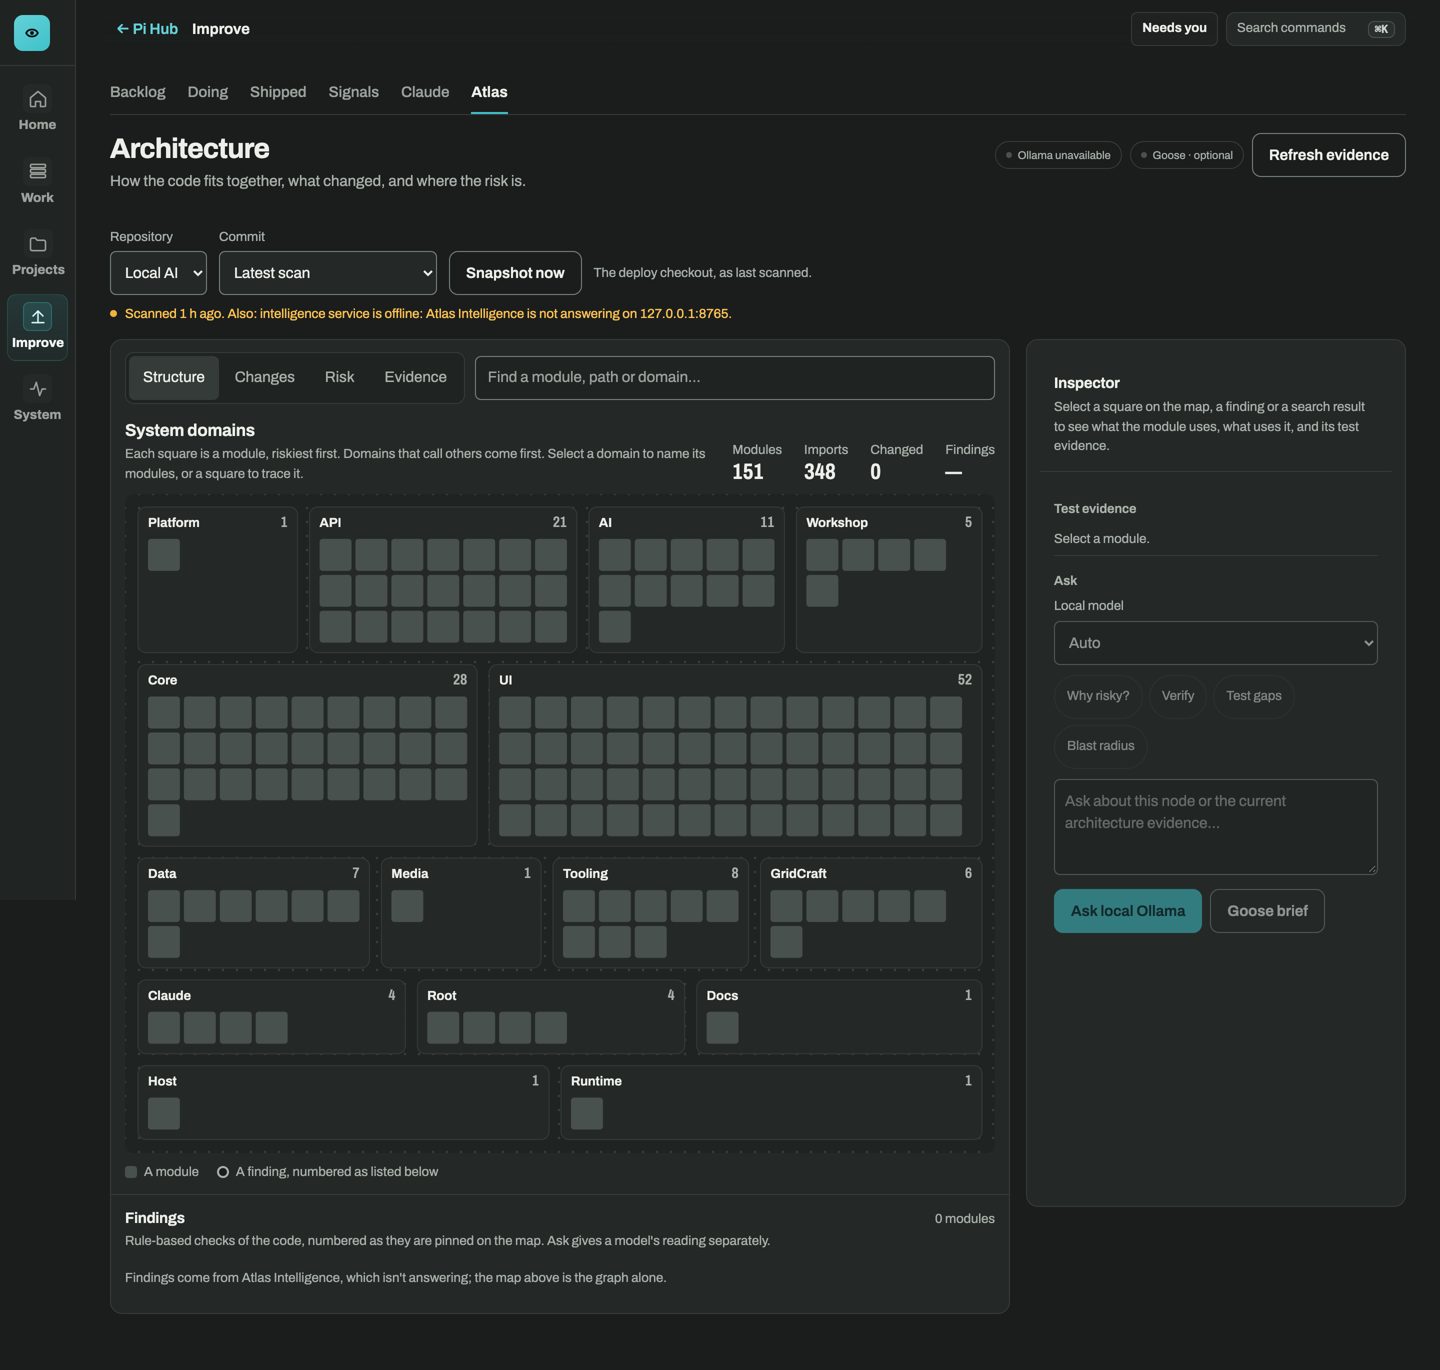 ← Pi Hub Improve
Needs you
Search commands ⌘K
Home
Work
Projects
Improve
System
Backlog Doing Shipped Signals Claude Atlas
Architecture
How the code fits together, what changed, and where the risk is.
Ollama unavailable
Goose · optional
Refresh evidence
Repository
Commit
Local AI
Latest scan
Snapshot now
The deploy checkout, as last scanned.
Scanned 1 h ago. Also: intelligence service is offline: Atlas Intelligence is not answering on 127.0.0.1:8765.
Structure Changes Risk Evidence
Find a module, path or domain...
System domains
Each square is a module, riskiest first. Domains that call others come first. Select a domain to name its
modules, or a square to trace it.
Modules Imports Changed Findings
151 348 0 —
Platform 1
API 21
AI 11
Workshop 5
Core 28
UI 52
Data 7
Media 1
Tooling 8
GridCraft 6
Claude 4
Root 4
Docs 1
Host 1
Runtime 1
A module
A finding, numbered as listed below
Findings
0 modules
Rule-based checks of the code, numbered as they are pinned on the map. Ask gives a model's reading separately.
Findings come from Atlas Intelligence, which isn't answering; the map above is the graph alone.
Inspector
Select a square on the map, a finding or a search result
to see what the module uses, what uses it, and its test
evidence.
Test evidence
Select a module.
Ask
Local model
Auto
Why risky? Verify Test gaps
Blast radius
Ask about this node or the current
architecture evidence...
Ask local Ollama
Goose brief